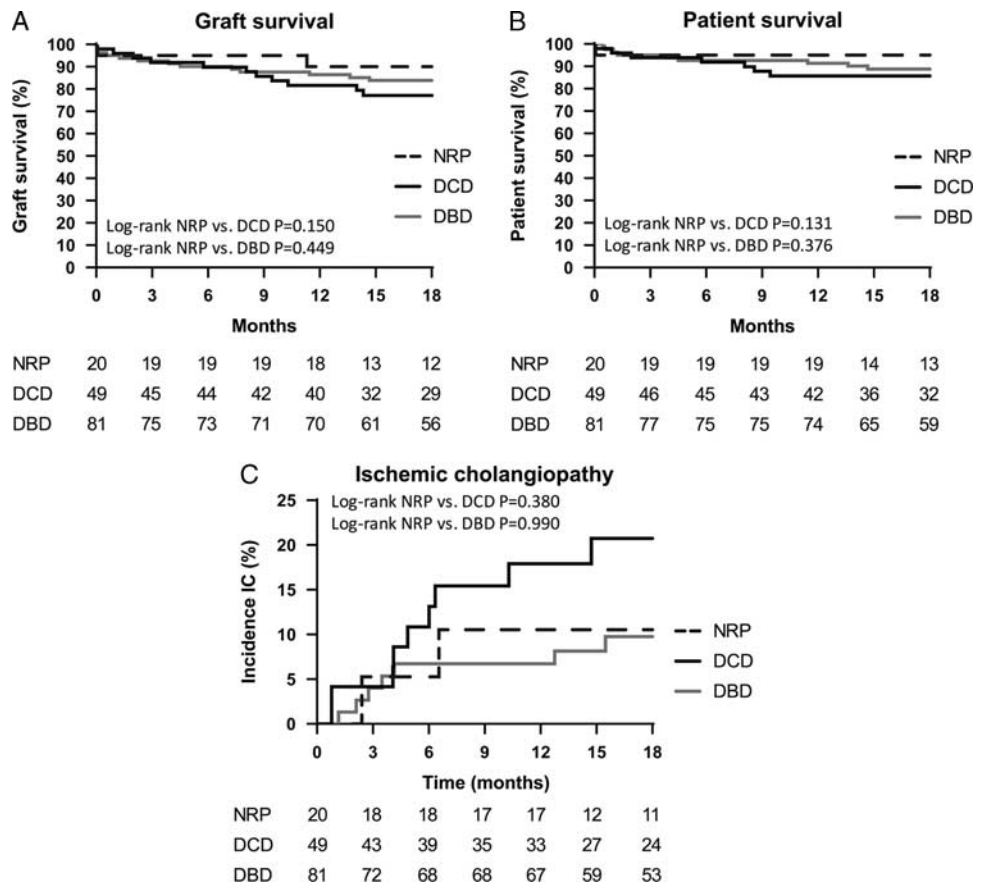 A
Graft survival
Graft survival (%)
100
90
80
70
60
50
40
30
20
10
0
NRP
DCD
DBD
Log-rank NRP vs. DCD P=0.150
Log-rank NRP vs. DBD P=0.449
0 3 6 9 12 15 18
Months
NRP 20 19 19 19 18 13 12
DCD 49 45 44 42 40 32 29
DBD 81 75 73 71 70 61 56
B
Patient survival
Patient survival (%)
100
90
80
70
60
50
40
30
20
10
0
NRP
DCD
DBD
Log-rank NRP vs. DCD P=0.131
Log-rank NRP vs. DBD P=0.376
0 3 6 9 12 15 18
Months
NRP 20 19 19 19 19 14 13
DCD 49 46 45 43 42 36 32
DBD 81 77 75 75 74 65 59
C
Ischemic cholangiopathy
Incidence IC (%)
25
20
15
10
5
0
Log-rank NRP vs. DCD P=0.380
Log-rank NRP vs. DBD P=0.990
NRP
DCD
DBD
0 3 6 9 12 15 18
Time (months)
NRP 20 18 18 17 17 12 11
DCD 49 43 39 35 33 27 24
DBD 81 72 68 68 67 59 53